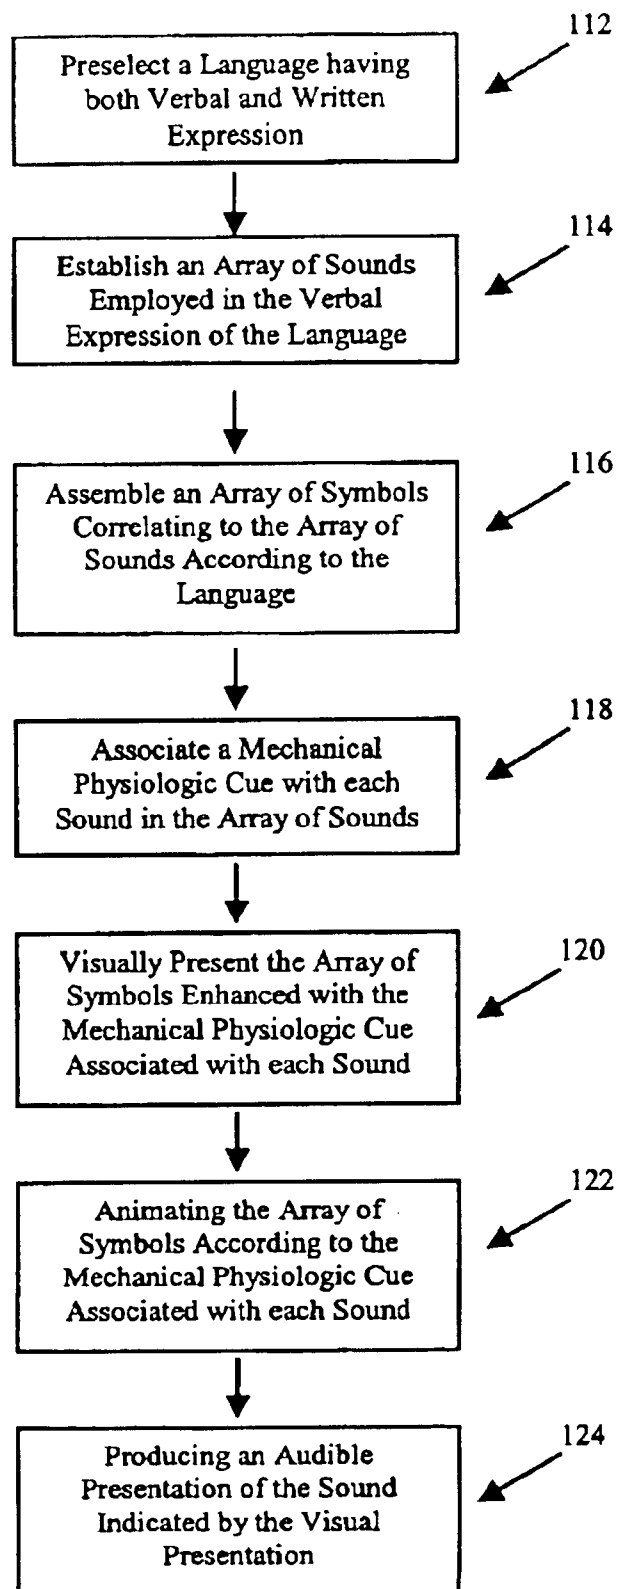 112
Preselect a Language having
both Verbal and Written
Expression
114
Establish an Array of Sounds
Employed in the Verbal
Expression of the Language
116
Assemble an Array of Symbols
Correlating to the Array of
Sounds According to the
Language
118
Associate a Mechanical
Physiologic Cue with each
Sound in the Array of Sounds
120
Visually Present the Array of
Symbols Enhanced with the
Mechanical Physiologic Cue
Associated with each Sound
122
Animating the Array of
Symbols According to the
Mechanical Physiologic Cue
Associated with each Sound
124
Producing an Audible
Presentation of the Sound
Indicated by the Visual
Presentation